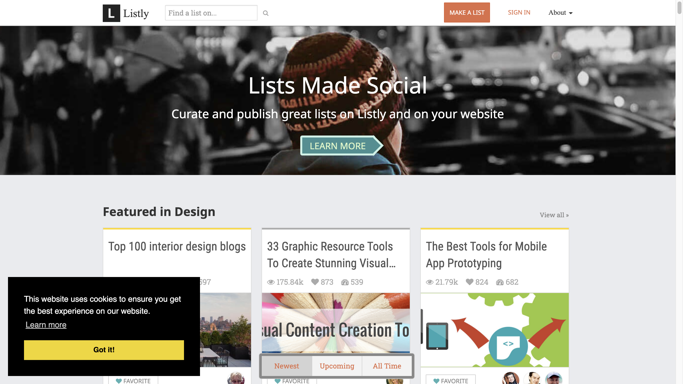 L Listly
Find a list on...
MAKE A LIST
SIGN IN
About
Lists Made Social
Curate and publish great lists on Listly and on your website
LEARN MORE
Featured in Design
View all »
Top 100 interior design blogs
33 Graphic Resource Tools
To Create Stunning Visual...
The Best Tools for Mobile
App Prototyping
897
175.84k 873 539
21.79k 824 682
sual Content Creation To
<>
This website uses cookies to ensure you get
the best experience on our website.
Learn more
Got it!
Newest Upcoming All Time
FAVORITE
FAVORITE
FAVORITE